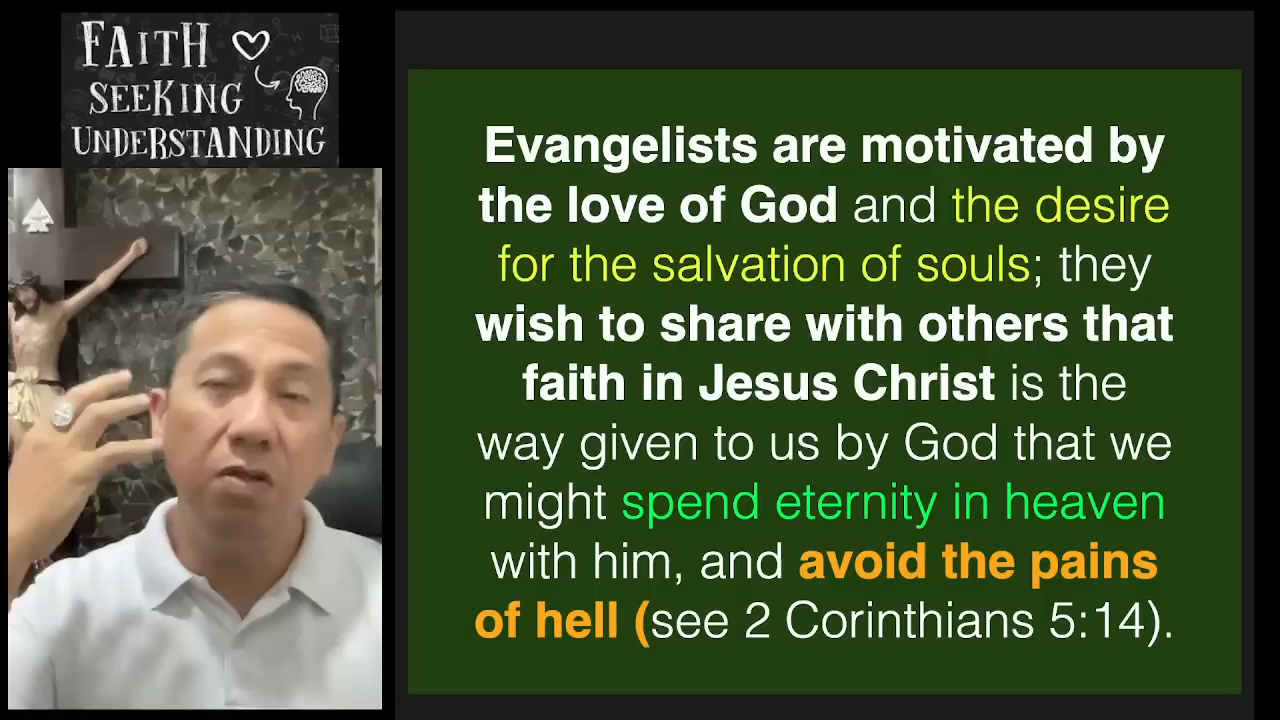 FAITH
SEEKING
UNDERSTANDING
Evangelists are motivated by
the love of God and the desire
for the salvation of souls; they
wish to share with others that
faith in Jesus Christ is the
way given to us by God that we
might spend eternity in heaven
with him, and avoid the pains
of hell (see 2 Corinthians 5:14).